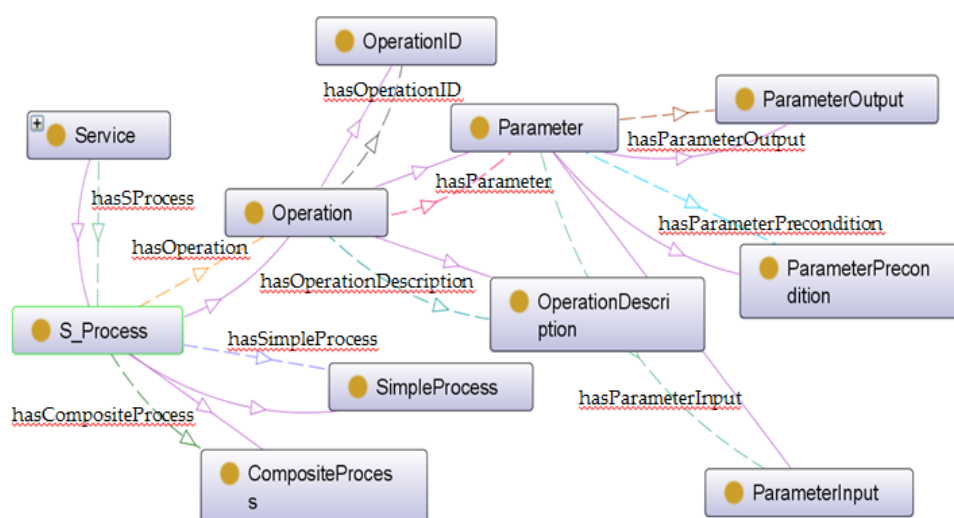 OperationID
hasOperationID
ParameterOutput
Service
Parameter
hasParameterOutput
hasSProcess
Operation
hasParameter
hasOperation
hasParameterPrecondition
hasOperationDescription
ParameterPrecon
dition
OperationDescri
ption
S_Process
hasSimpleProcess
SimpleProcess
hasParameterInput
hasCompositeProcess
CompositeProces
s
ParameterInput